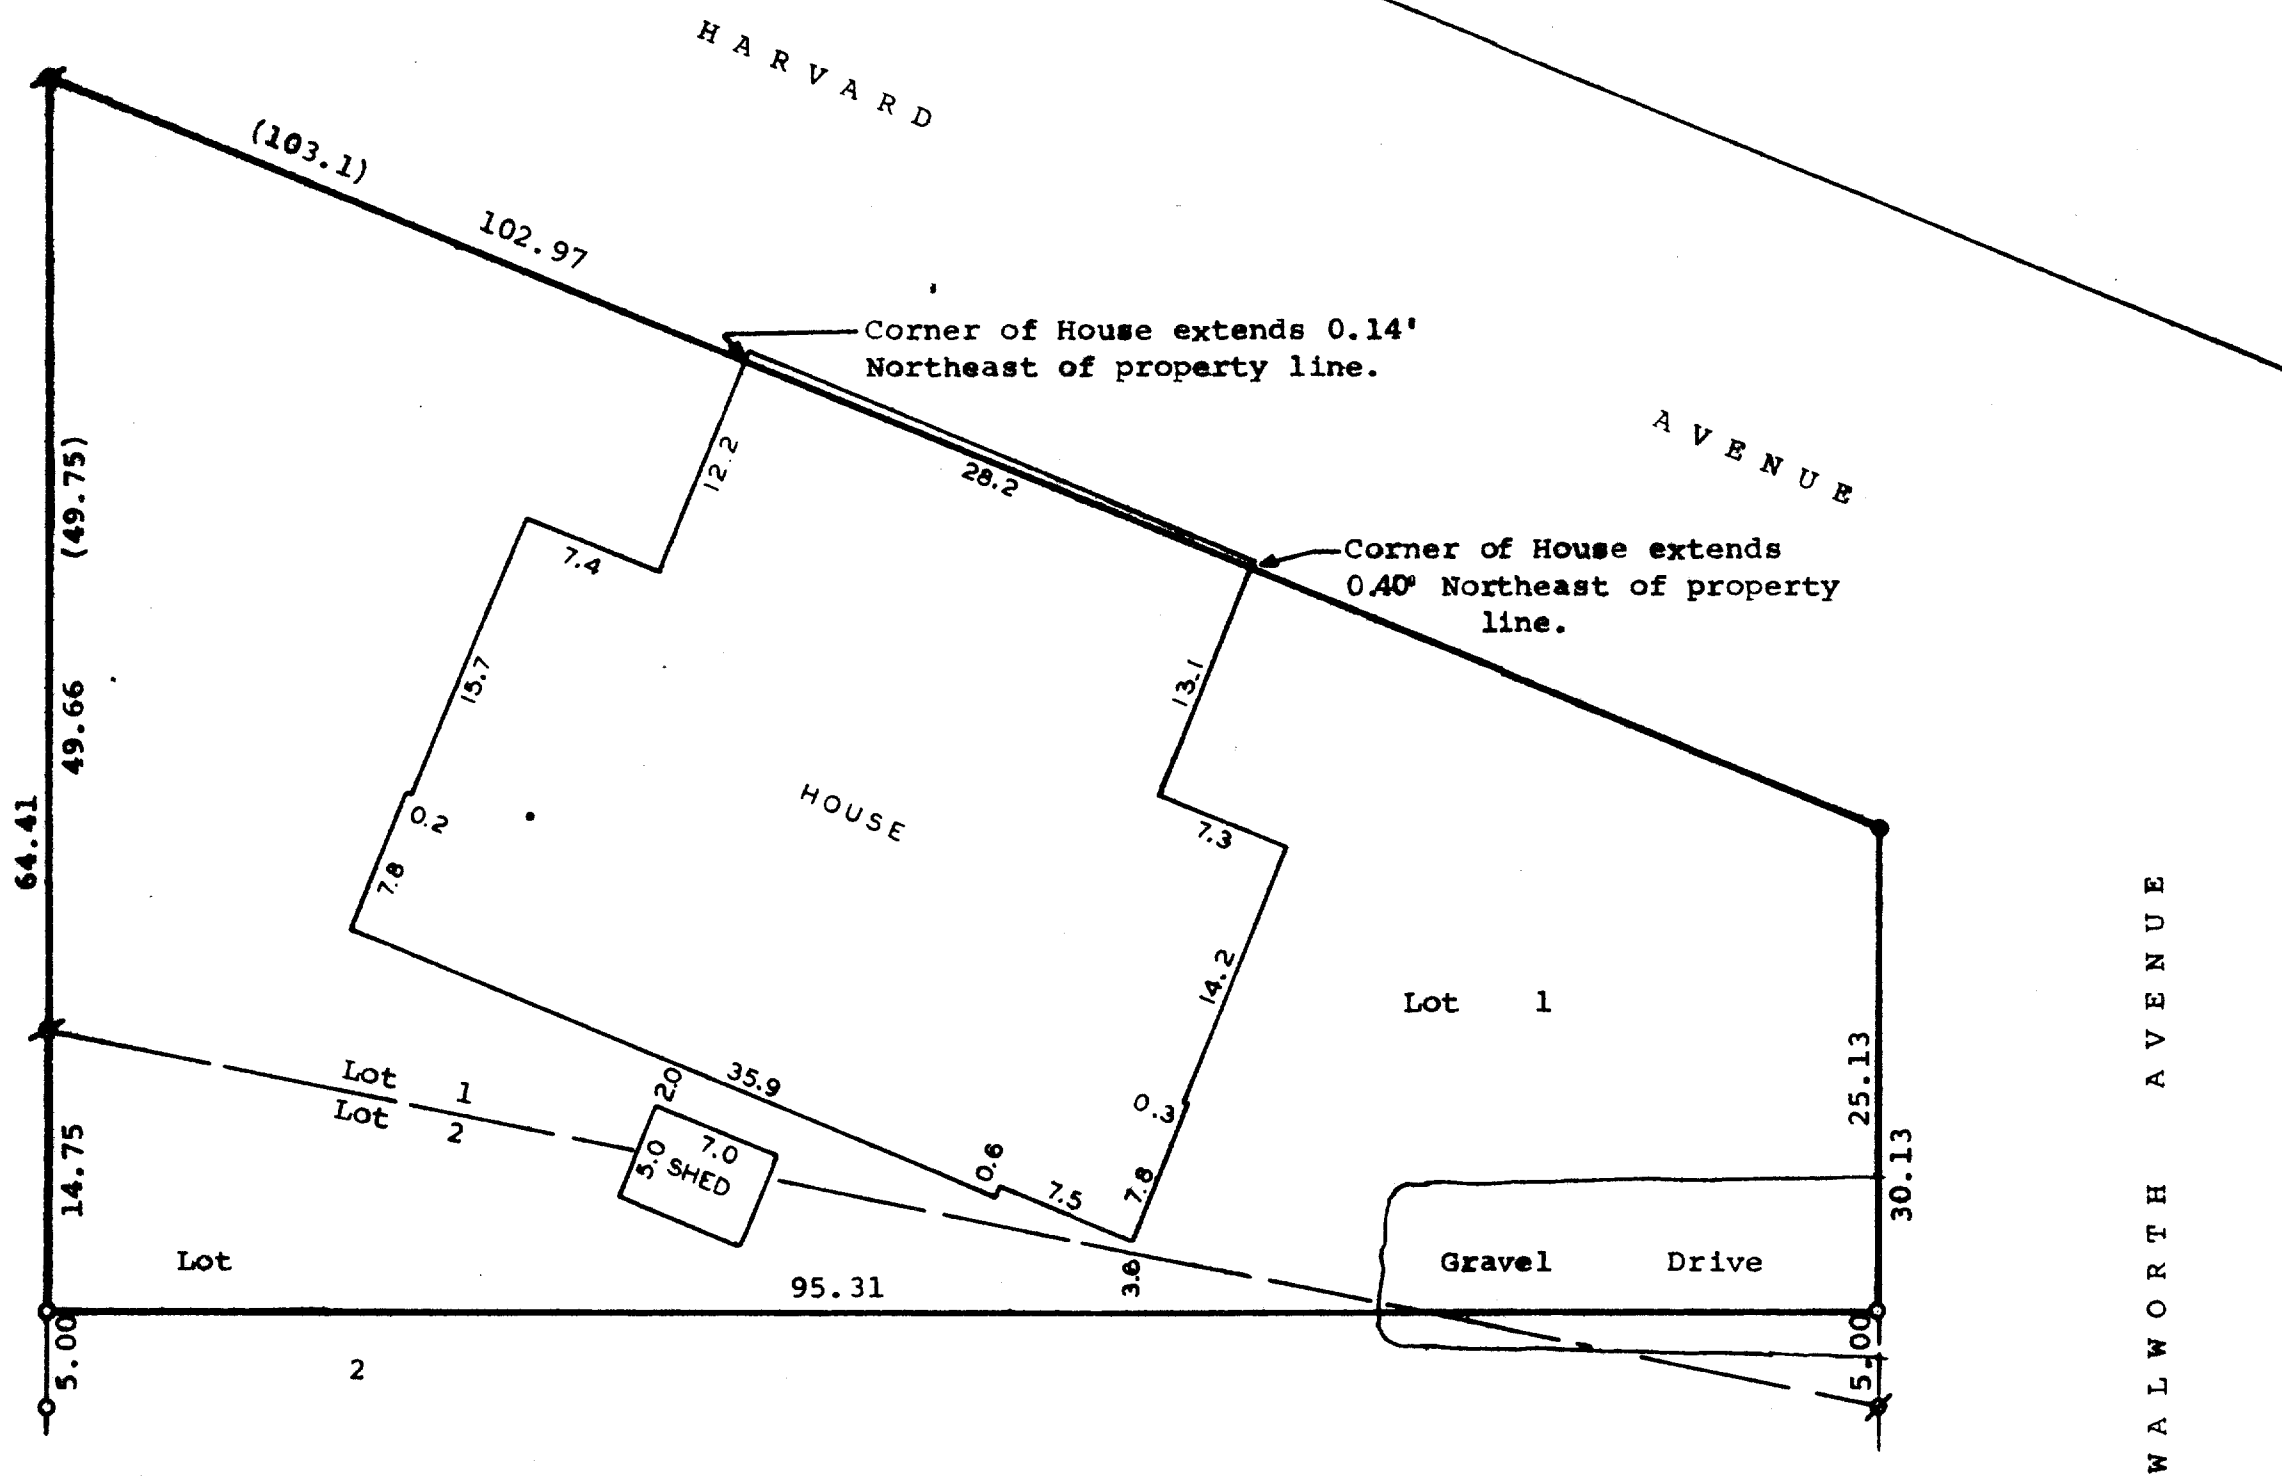 HARVARD
(103.1)
102.97
Corner of House extends 0.14'
Northeast of property line.
AVENUE
12.2
28.2
(49.75)
7.4
Corner of House extends
0.40' Northeast of property
line.
15.7
13.1
49.66
64.41
HOUSE
0.2
7.3
7.8
14.2
Lot 1
WALWORTH AVENUE
25.13
30.13
Lot 1
Lot 2
2.0
35.9
0.3
14.75
5.0
7.0
SHED
0.6
7.5
7.8
Lot
95.31
3.6
Gravel Drive
5.00
2
5.00